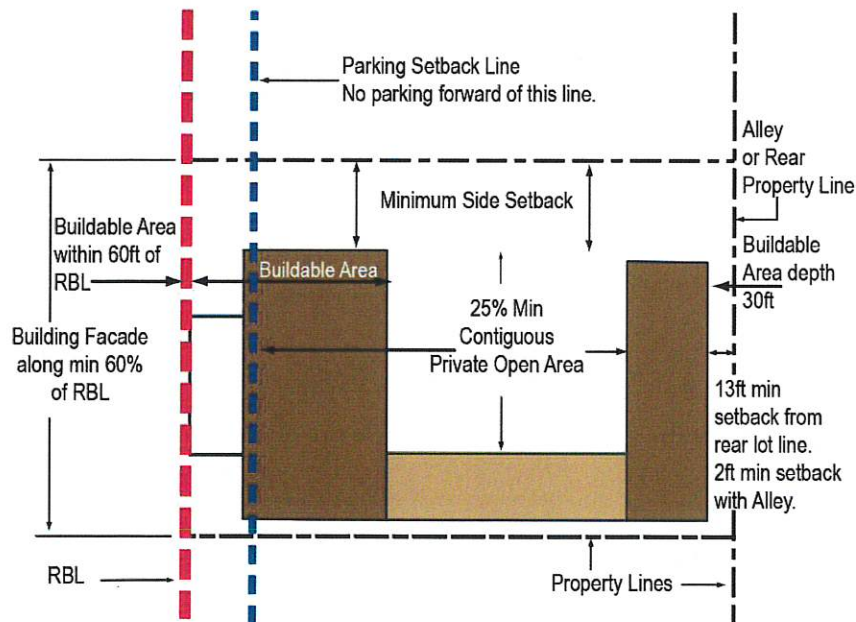 Parking Setback Line
No parking forward of this line.
Alley
or Rear
Property Line
Minimum Side Setback
Buildable Area
within 60ft of
RBL
Buildable Area
Buildable
Area depth
30ft
25% Min
Contiguous
Private Open Area
Building Facade
along min 60%
of RBL
13ft min
setback from
rear lot line.
2ft min setback
with Alley.
RBL
Property Lines